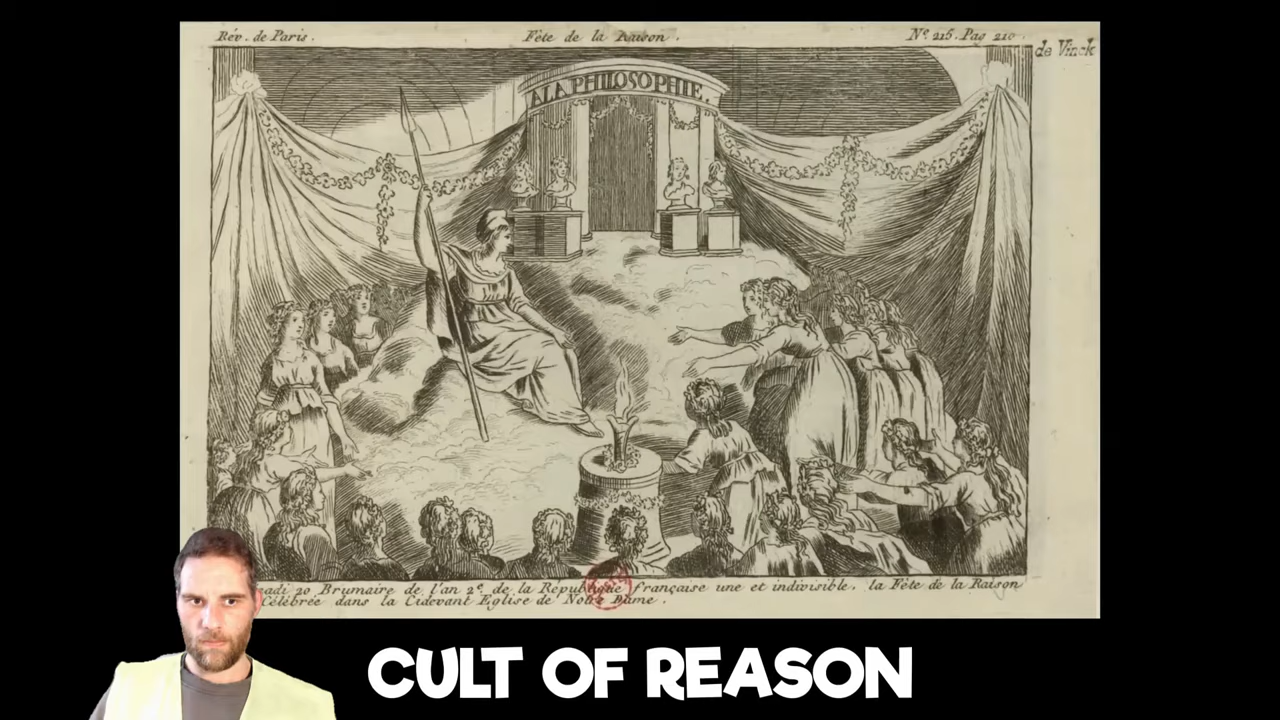 Rév. de Paris.
Fête de la Raison.
Nº. 215. Pag 210.
de Vinck
A LA PHILOSOPHIE.
adi 20 Brumaire de l'an 2e. de la République française une et indivisible, la Fête de la Raison
Célébrée dans la Cidevant Eglise de Notre Dame.
CULT OF REASON